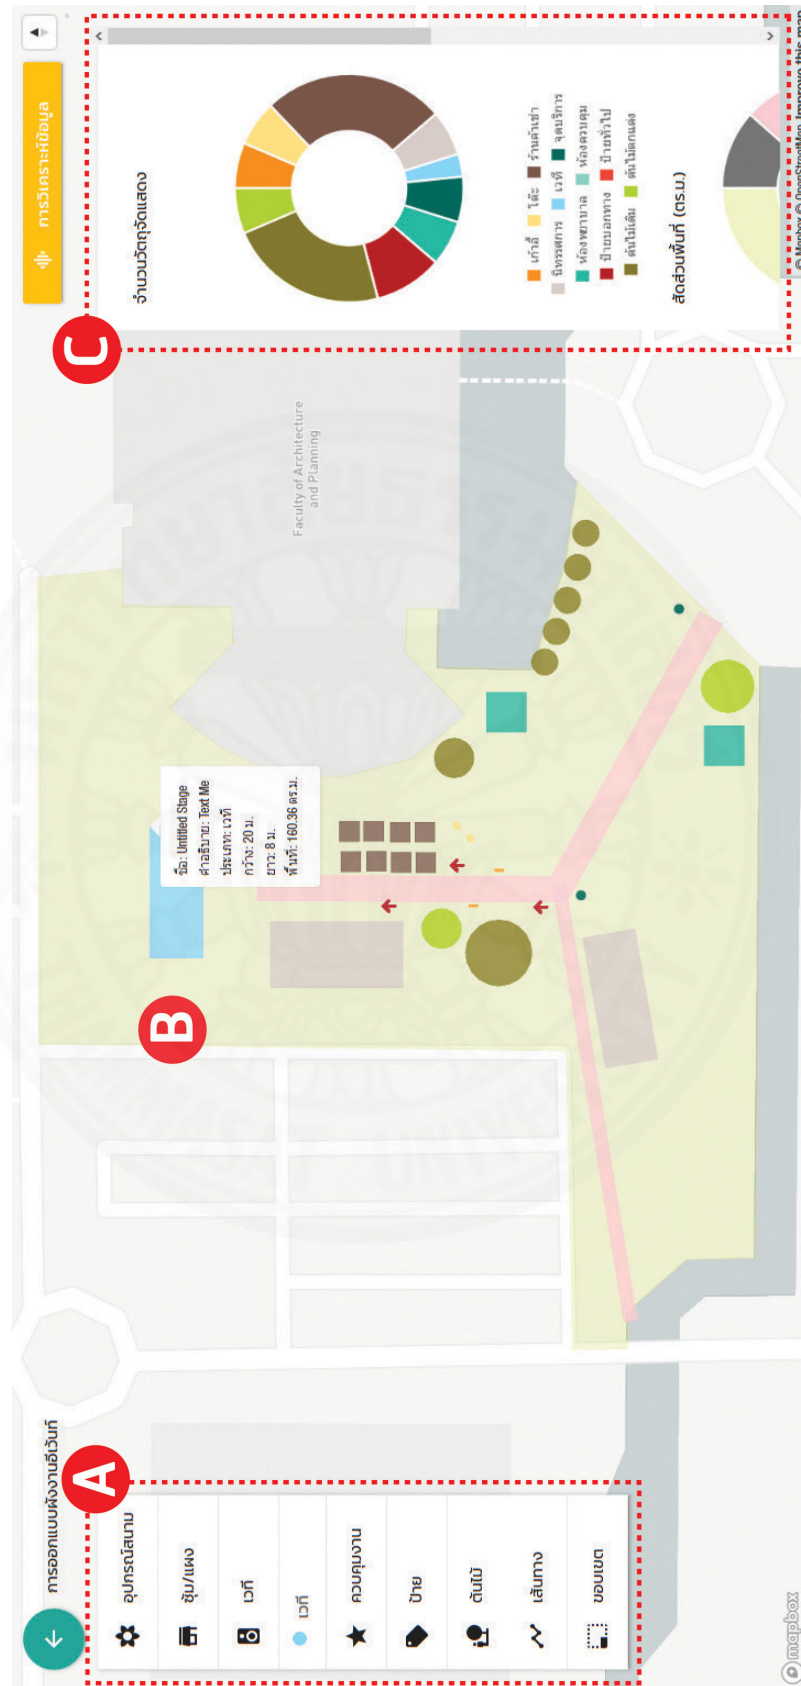 การออกแบบผังงานอีเว้นท์
A
อุปกรณ์สนาม
ซุ้ม/แผง
เวที
เวที
ควบคุมงาน
ป้าย
ต้นไม้
เส้นทาง
ขอบเขต
mapbox
B
ชื่อ: Untitled Stage
คำอธิบาย: Text Me
ประเภท: เวที
กว้าง: 20 ม.
ยาว: 8 ม.
พื้นที่: 160.36 ตร.ม.
Faculty of Architecture
and Planning
C
การวิเคราะห์ข้อมูล
จำนวนวัตถุจัดแสดง
เก้าอี้ โต๊ะ ร้านค้าเช่า
นิทรรศการ เวที จุดบริการ
ห้องพยาบาล ห้องควบคุม
ป้ายบอกทาง ป้ายทั่วไป
ต้นไม้เดิม ต้นไม้ตกแต่ง
สัดส่วนพื้นที่ (ตร.ม.)
© Mapbox © OpenStreetMap Improve this map